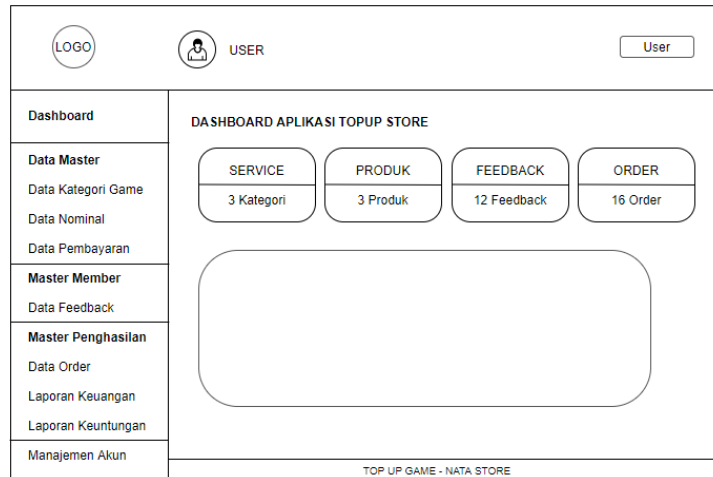 LOGO
USER
User
Dashboard
Data Master
Data Kategori Game
Data Nominal
Data Pembayaran
Master Member
Data Feedback
Master Penghasilan
Data Order
Laporan Keuangan
Laporan Keuntungan
Manajemen Akun
DASHBOARD APLIKASI TOPUP STORE
SERVICE
3 Kategori
PRODUK
3 Produk
FEEDBACK
12 Feedback
ORDER
16 Order
TOP UP GAME - NATA STORE